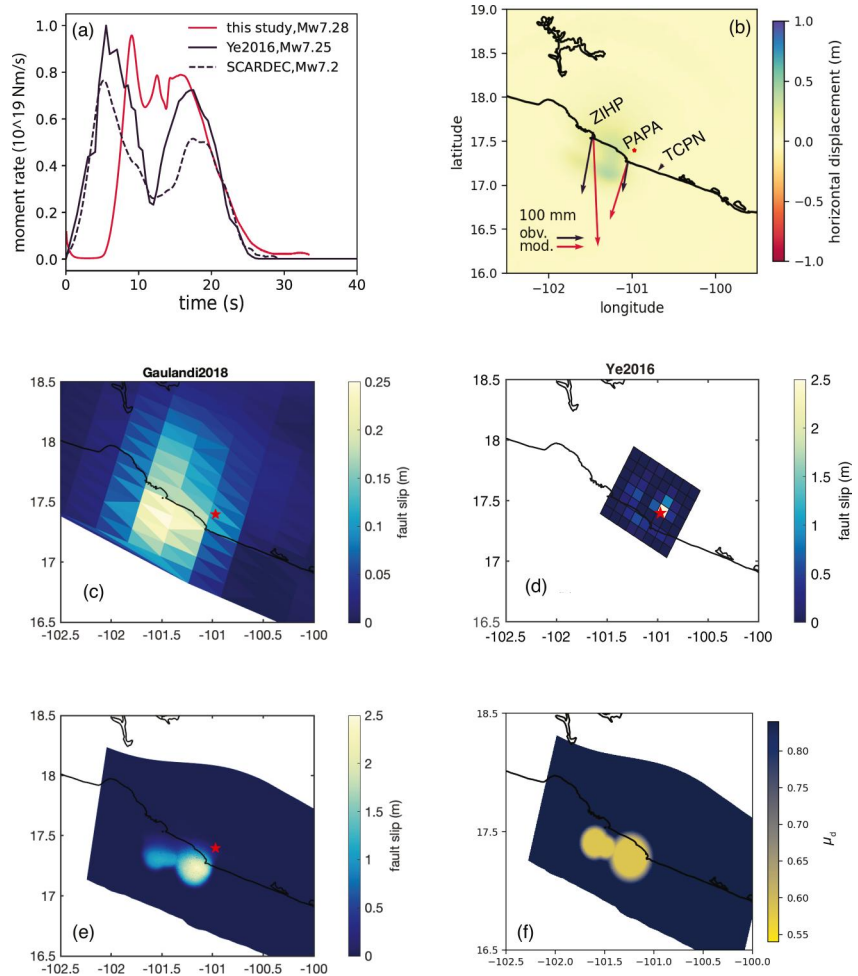 (a)
this study,Mw7.28
Ye2016,Mw7.25
SCARDEC,Mw7.2
moment rate (10^19 Nm/s)
1.0
0.8
0.6
0.4
0.2
0.0
0 10 20 30 40
time (s)
(b)
19.0
18.0
17.5
17.0
16.0
latitude
ZIHP
PAPA
TCPN
100 mm
obv.
mod.
-102 -101 -100
longitude
1.0
0.5
0.0
-0.5
-1.0
horizontal displacement (m)
Gaulandi2018
18.5
18
17.5
17
16.5
(c)
-102.5 -102 -101.5 -101 -100.5 -100
0.25
0.2
0.15
0.1
0.05
0
fault slip (m)
Ye2016
18.5
18
17.5
17
16.5
(d)
-102.5 -102 -101.5 -101 -100.5 -100
2.5
2
1.5
1
0.5
0
fault slip (m)
18.5
18
17.5
17
16.5
(e)
-102.5 -102 -101.5 -101 -100.5 -100
2.5
2
1.5
1
0.5
0
fault slip (m)
18.5
18.0
17.5
17.0
16.5
(f)
-102.5 -102.0 -101.5 -101.0 -100.5 -100.0
0.80
0.75
0.70
0.65
0.60
0.55
μd